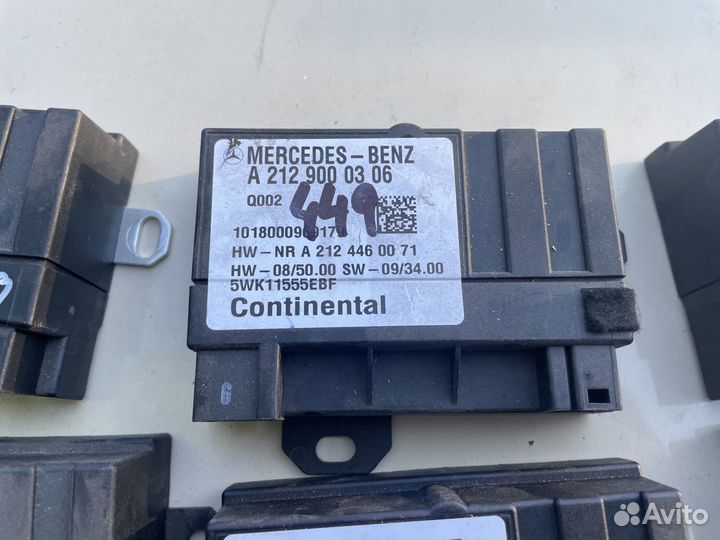 MERCEDES-BENZ
A 212 900 03 06
Q002
449
HW-NR A 212 446 00 71
HW-08/50.00 SW-09/34.00
5WK11555EBF
Continental
Avito